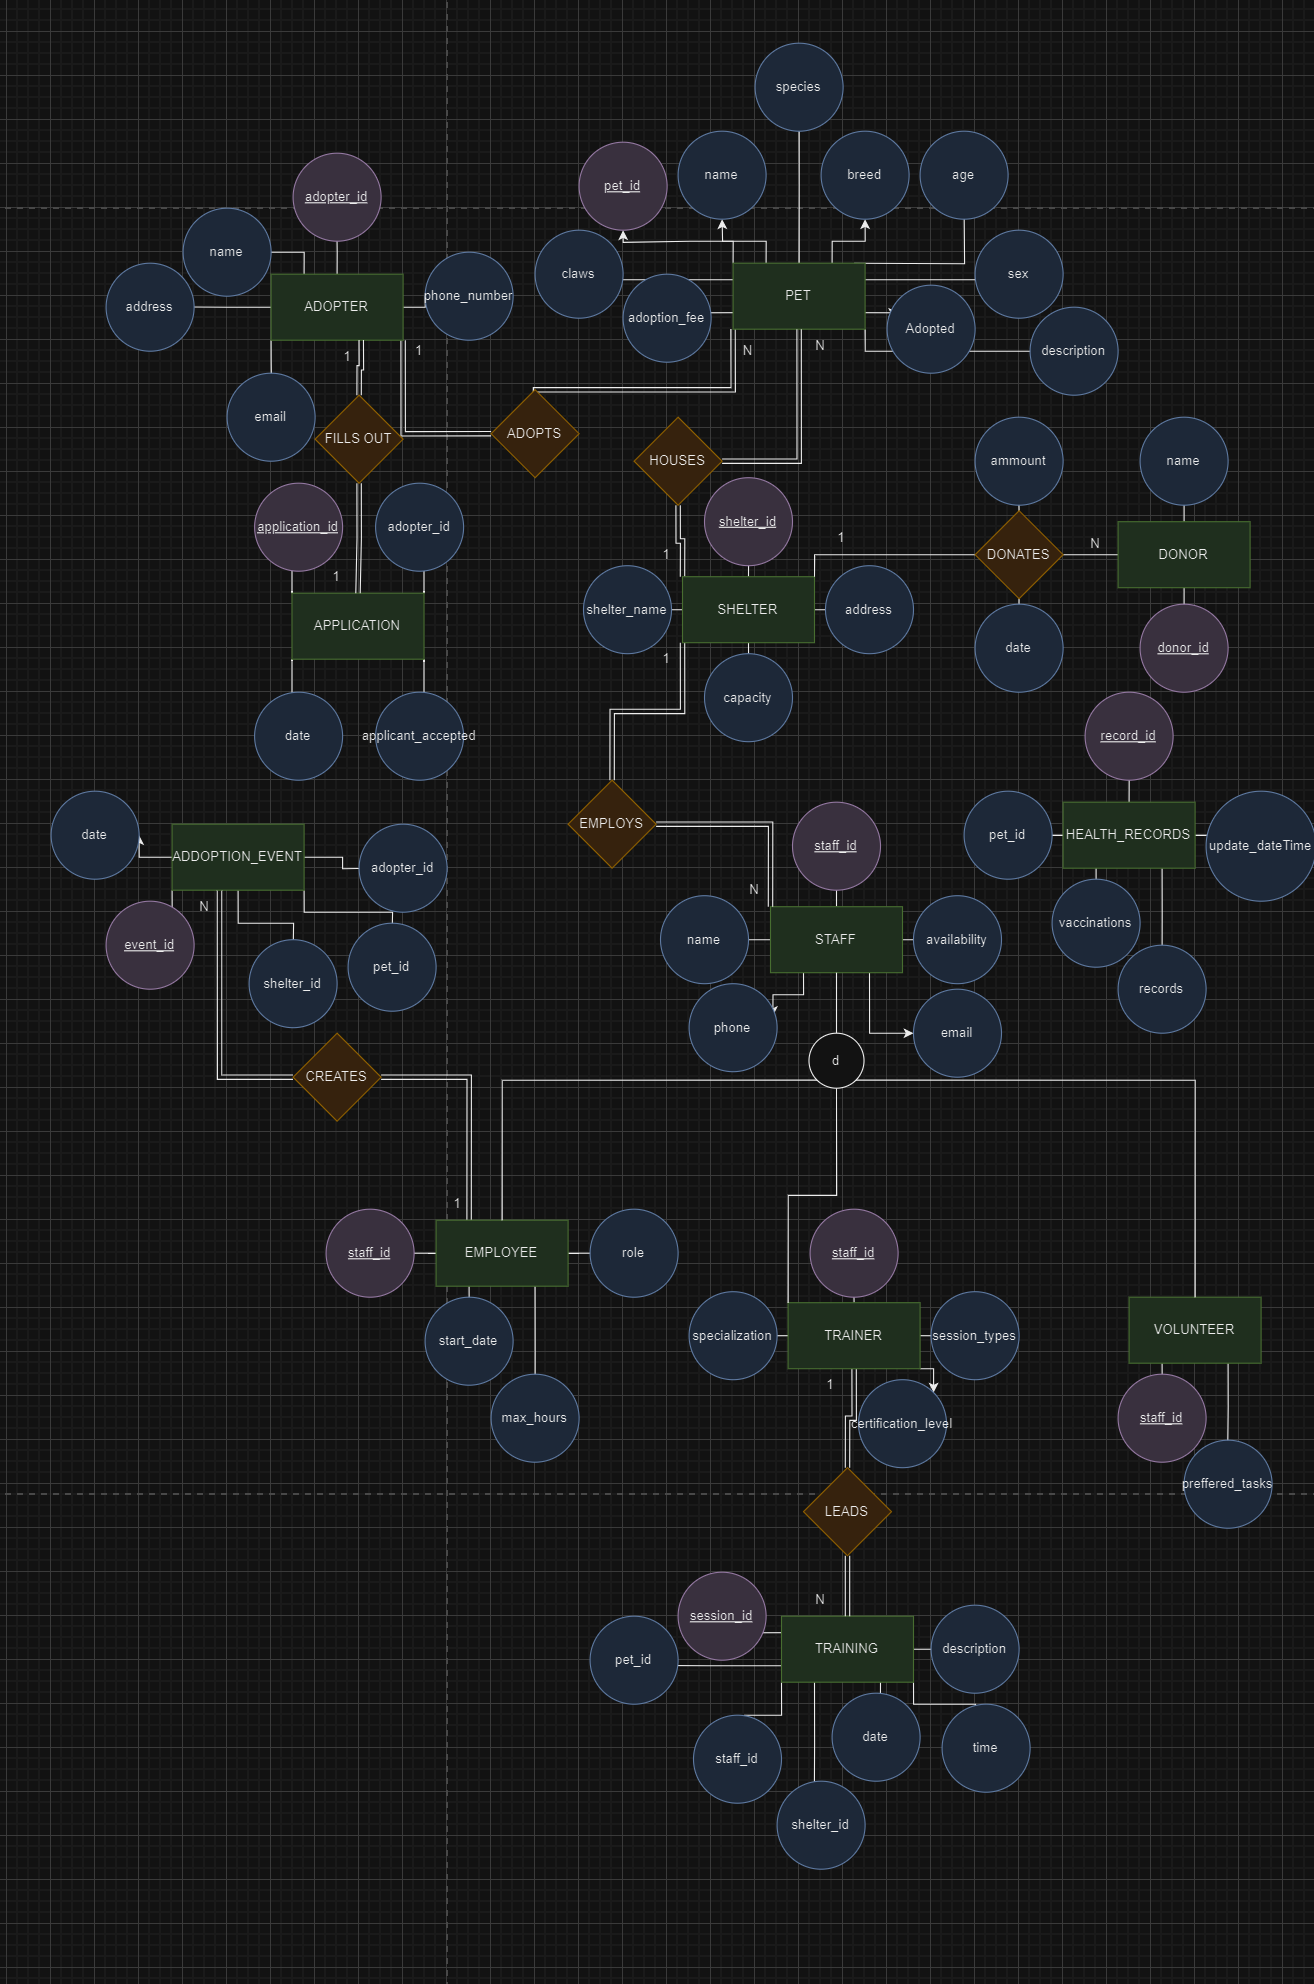 species
pet_id
name
breed
age
adopter_id
name
address
ADOPTER
phone_number
claws
PET
sex
adoption_fee
Adopted
description
1
1
N
N
email
FILLS OUT
ADOPTS
HOUSES
ammount
name
application_id
adopter_id
shelter_id
1
DONATES
N
DONOR
1
1
shelter_name
SHELTER
address
APPLICATION
date
donor_id
1
capacity
date
applicant_accepted
record_id
date
ADDOPTION_EVENT
adopter_id
EMPLOYS
staff_id
pet_id
HEALTH_RECORDS
update_dateTime
N
N
event_id
shelter_id
pet_id
name
STAFF
availability
vaccinations
records
phone
email
d
CREATES
1
staff_id
EMPLOYEE
role
staff_id
start_date
max_hours
specialization
TRAINER
session_types
VOLUNTEER
1
certification_level
staff_id
preffered_tasks
LEADS
N
session_id
pet_id
TRAINING
description
staff_id
date
time
shelter_id